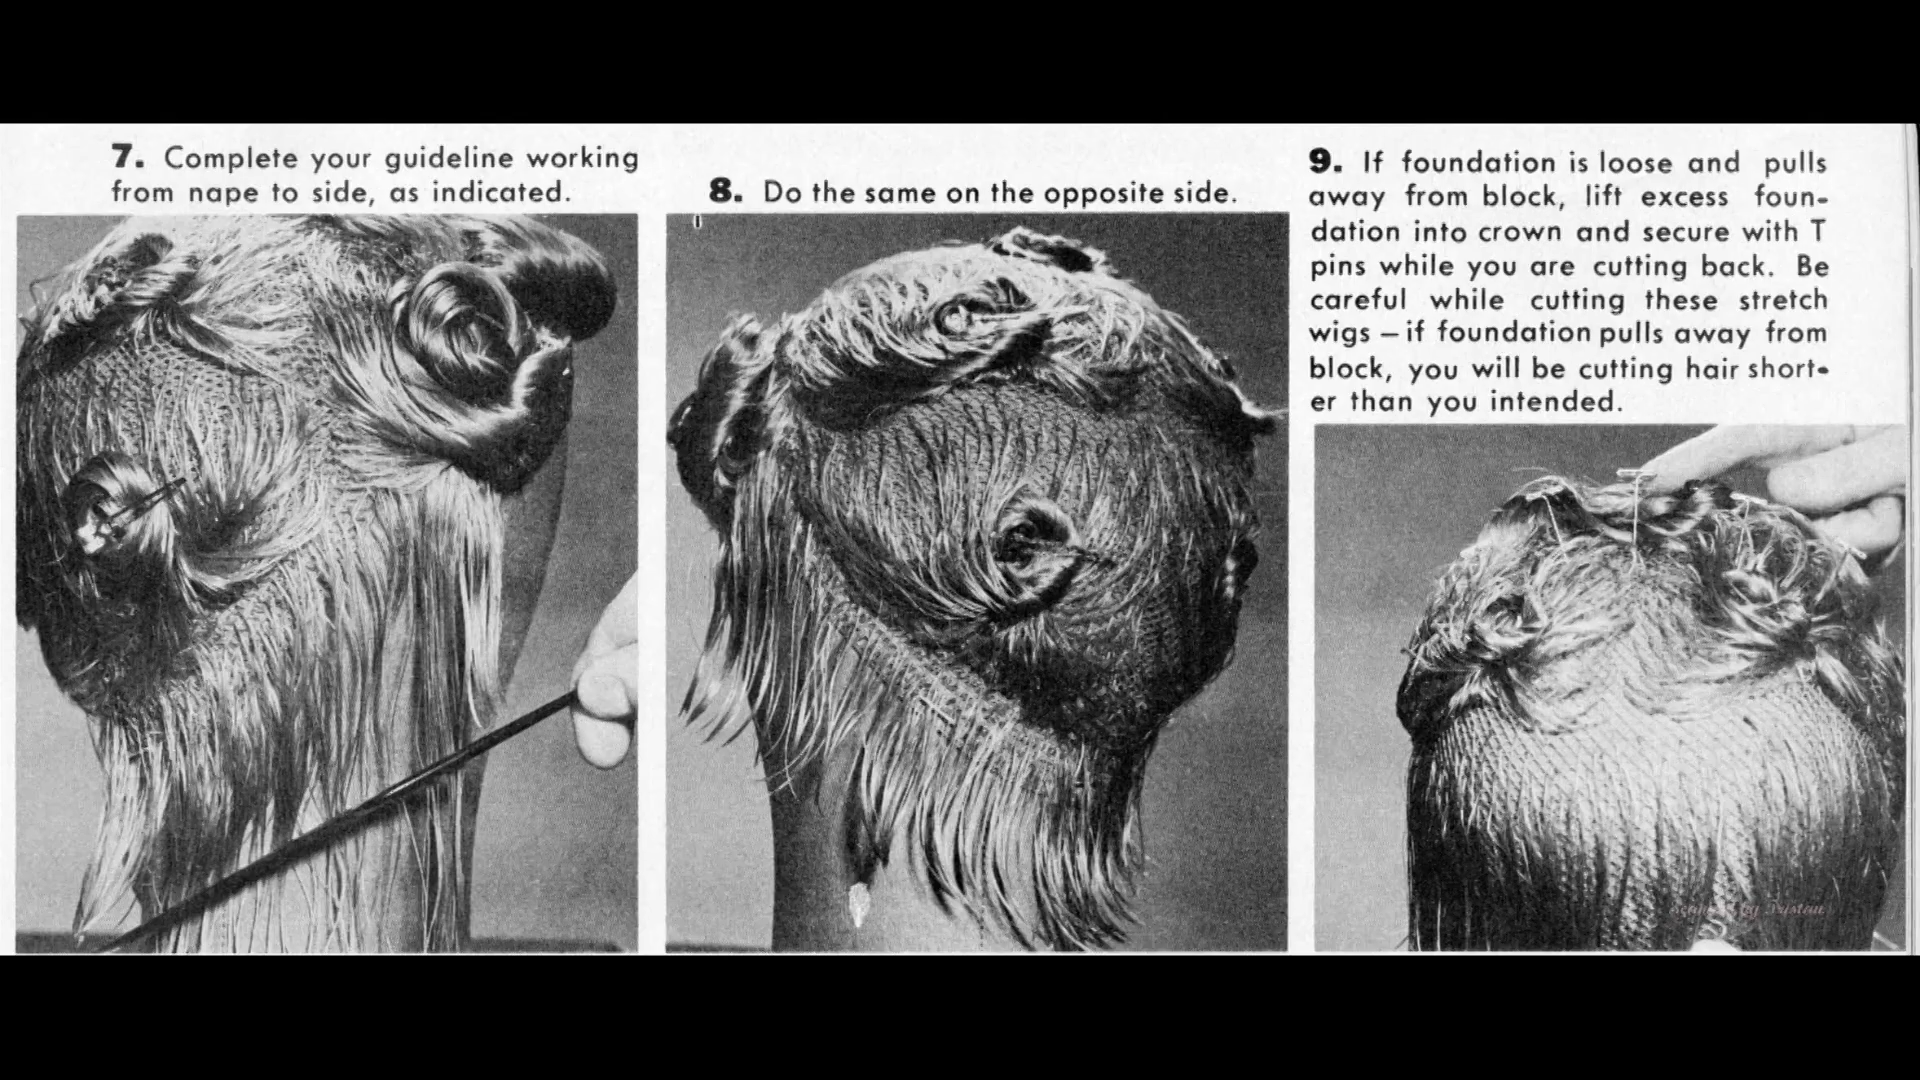 7. Complete your guideline working
from nape to side, as indicated.
8. Do the same on the opposite side.
9. If foundation is loose and pulls
away from block, lift excess foun-
dation into crown and secure with T
pins while you are cutting back. Be
careful while cutting these stretch
wigs – if foundation pulls away from
block, you will be cutting hair short-
er than you intended.
by